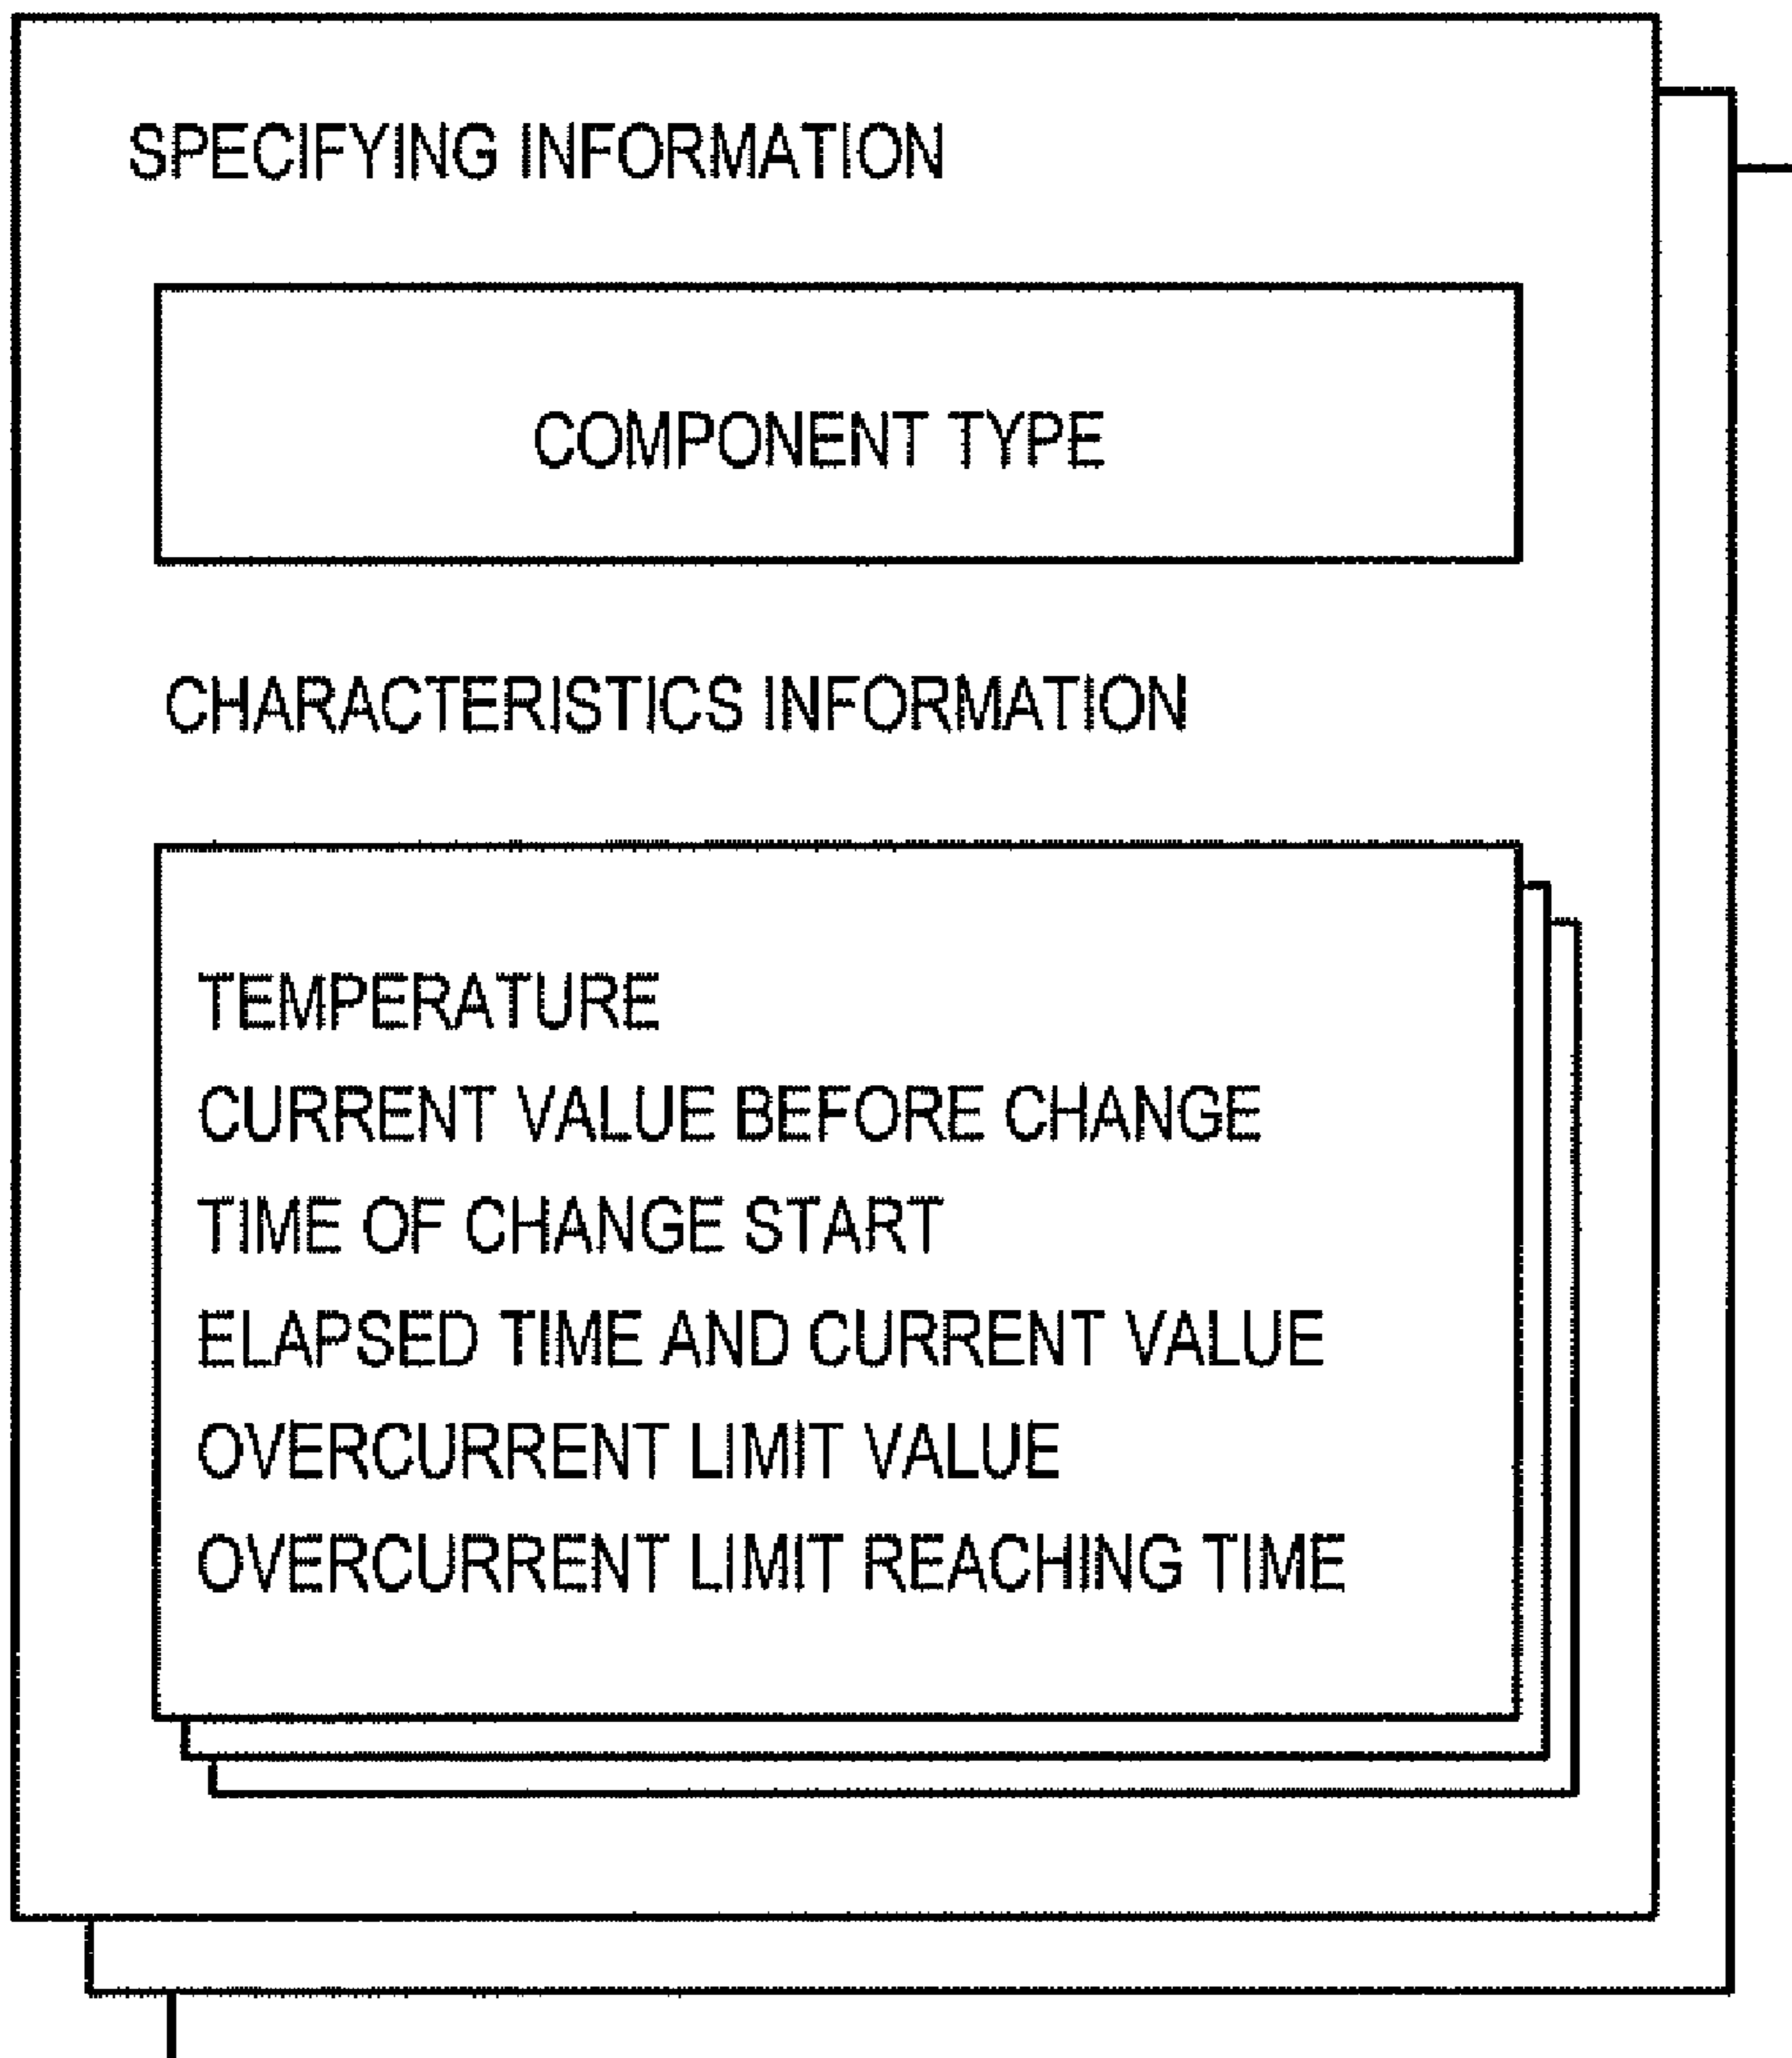 SPECIFYING INFORMATION
COMPONENT TYPE
CHARACTERISTICS INFORMATION
TEMPERATURE
CURRENT VALUE BEFORE CHANGE
TIME OF CHANGE START
ELAPSED TIME AND CURRENT VALUE
OVERCURRENT LIMIT VALUE
OVERCURRENT LIMIT REACHING TIME